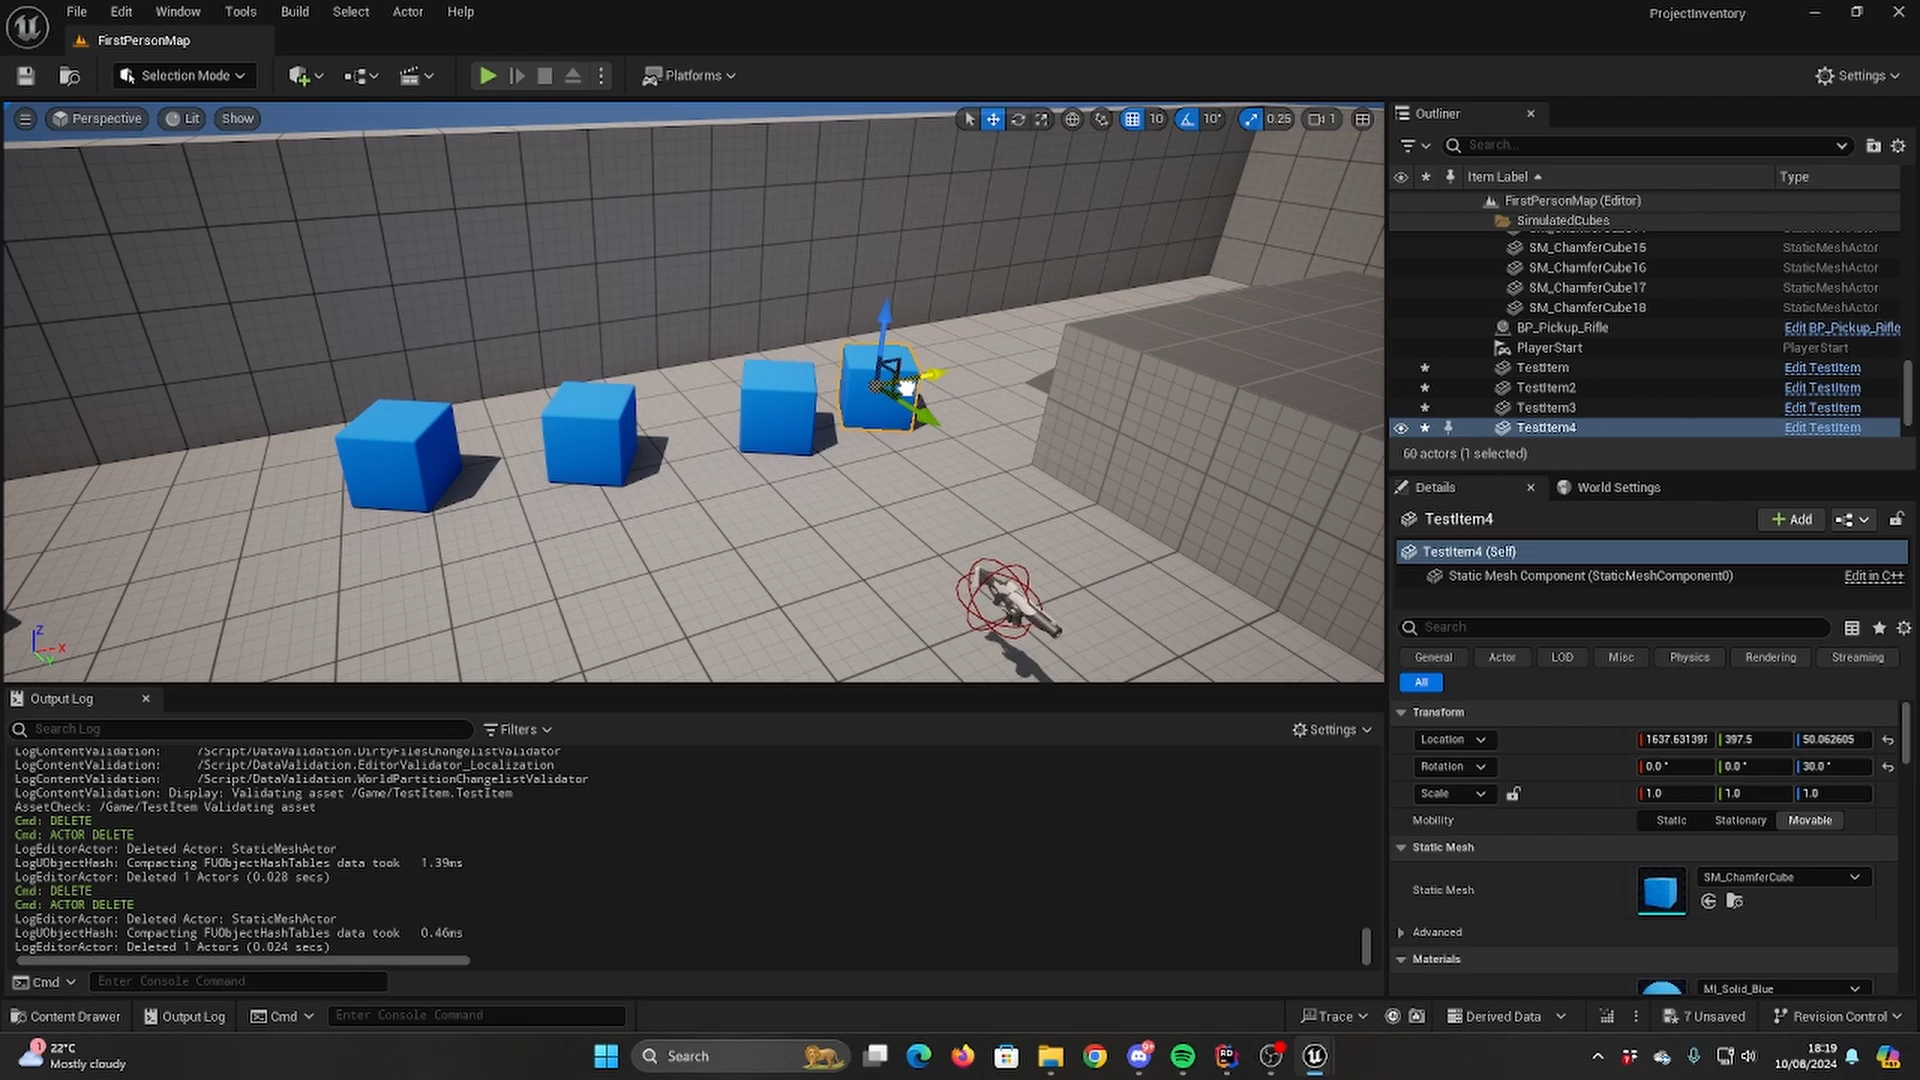 File Edit Window Tools Build Select Actor Help
ProjectInventory
FirstPersonMap
Selection Mode
Platforms
Settings
Perspective
Lit
Show
10
10°
0.25
1
Outliner
Search...
Item Label
Type
FirstPersonMap (Editor)
SimulatedCubes
SM_ChamferCube15 StaticMeshActor
SM_ChamferCube16 StaticMeshActor
SM_ChamferCube17 StaticMeshActor
SM_ChamferCube18 StaticMeshActor
BP_Pickup_Rifle Edit BP_Pickup_Rifle
PlayerStart PlayerStart
TestItem Edit TestItem
TestItem2 Edit TestItem
TestItem3 Edit TestItem
TestItem4 Edit TestItem
60 actors (1 selected)
Details
World Settings
TestItem4
Add
TestItem4 (Self)
Static Mesh Component (StaticMeshComponent0) Edit in C++
Search
General Actor LOD Misc Physics Rendering Streaming
All
Transform
Location 397.5 50.062605
Rotation 0.0 ° 0.0 ° 30.0 °
Scale 1.0 1.0 1.0
Mobility Static Stationary Movable
Static Mesh
Static Mesh SM_ChamferCube
Advanced
Materials
MI_Solid_Blue
Z
X
Y
Output Log
Search Log
Filters
Settings
LogContentValidation: /Script/DataValidation.DirtyFilesChangelistValidator
LogContentValidation: /Script/DataValidation.EditorValidator_Localization
LogContentValidation: /Script/DataValidation.WorldPartitionChangelistValidator
LogContentValidation: Display: Validating asset /Game/TestItem.TestItem
AssetCheck: /Game/TestItem Validating asset
Cmd: DELETE
Cmd: ACTOR DELETE
LogEditorActor: Deleted Actor: StaticMeshActor
LogUObjectHash: Compacting FUObjectHashTables data took 1.39ms
LogEditorActor: Deleted 1 Actors (0.028 secs)
Cmd: DELETE
Cmd: ACTOR DELETE
LogEditorActor: Deleted Actor: StaticMeshActor
LogUObjectHash: Compacting FUObjectHashTables data took 0.46ms
LogEditorActor: Deleted 1 Actors (0.024 secs)
Cmd
Enter Console Command
Content Drawer
Output Log
Cmd
Enter Console Command
Trace
Derived Data
7 Unsaved
Revision Control
1
22°C
Mostly cloudy
Search
RD
18:19
10/08/2024